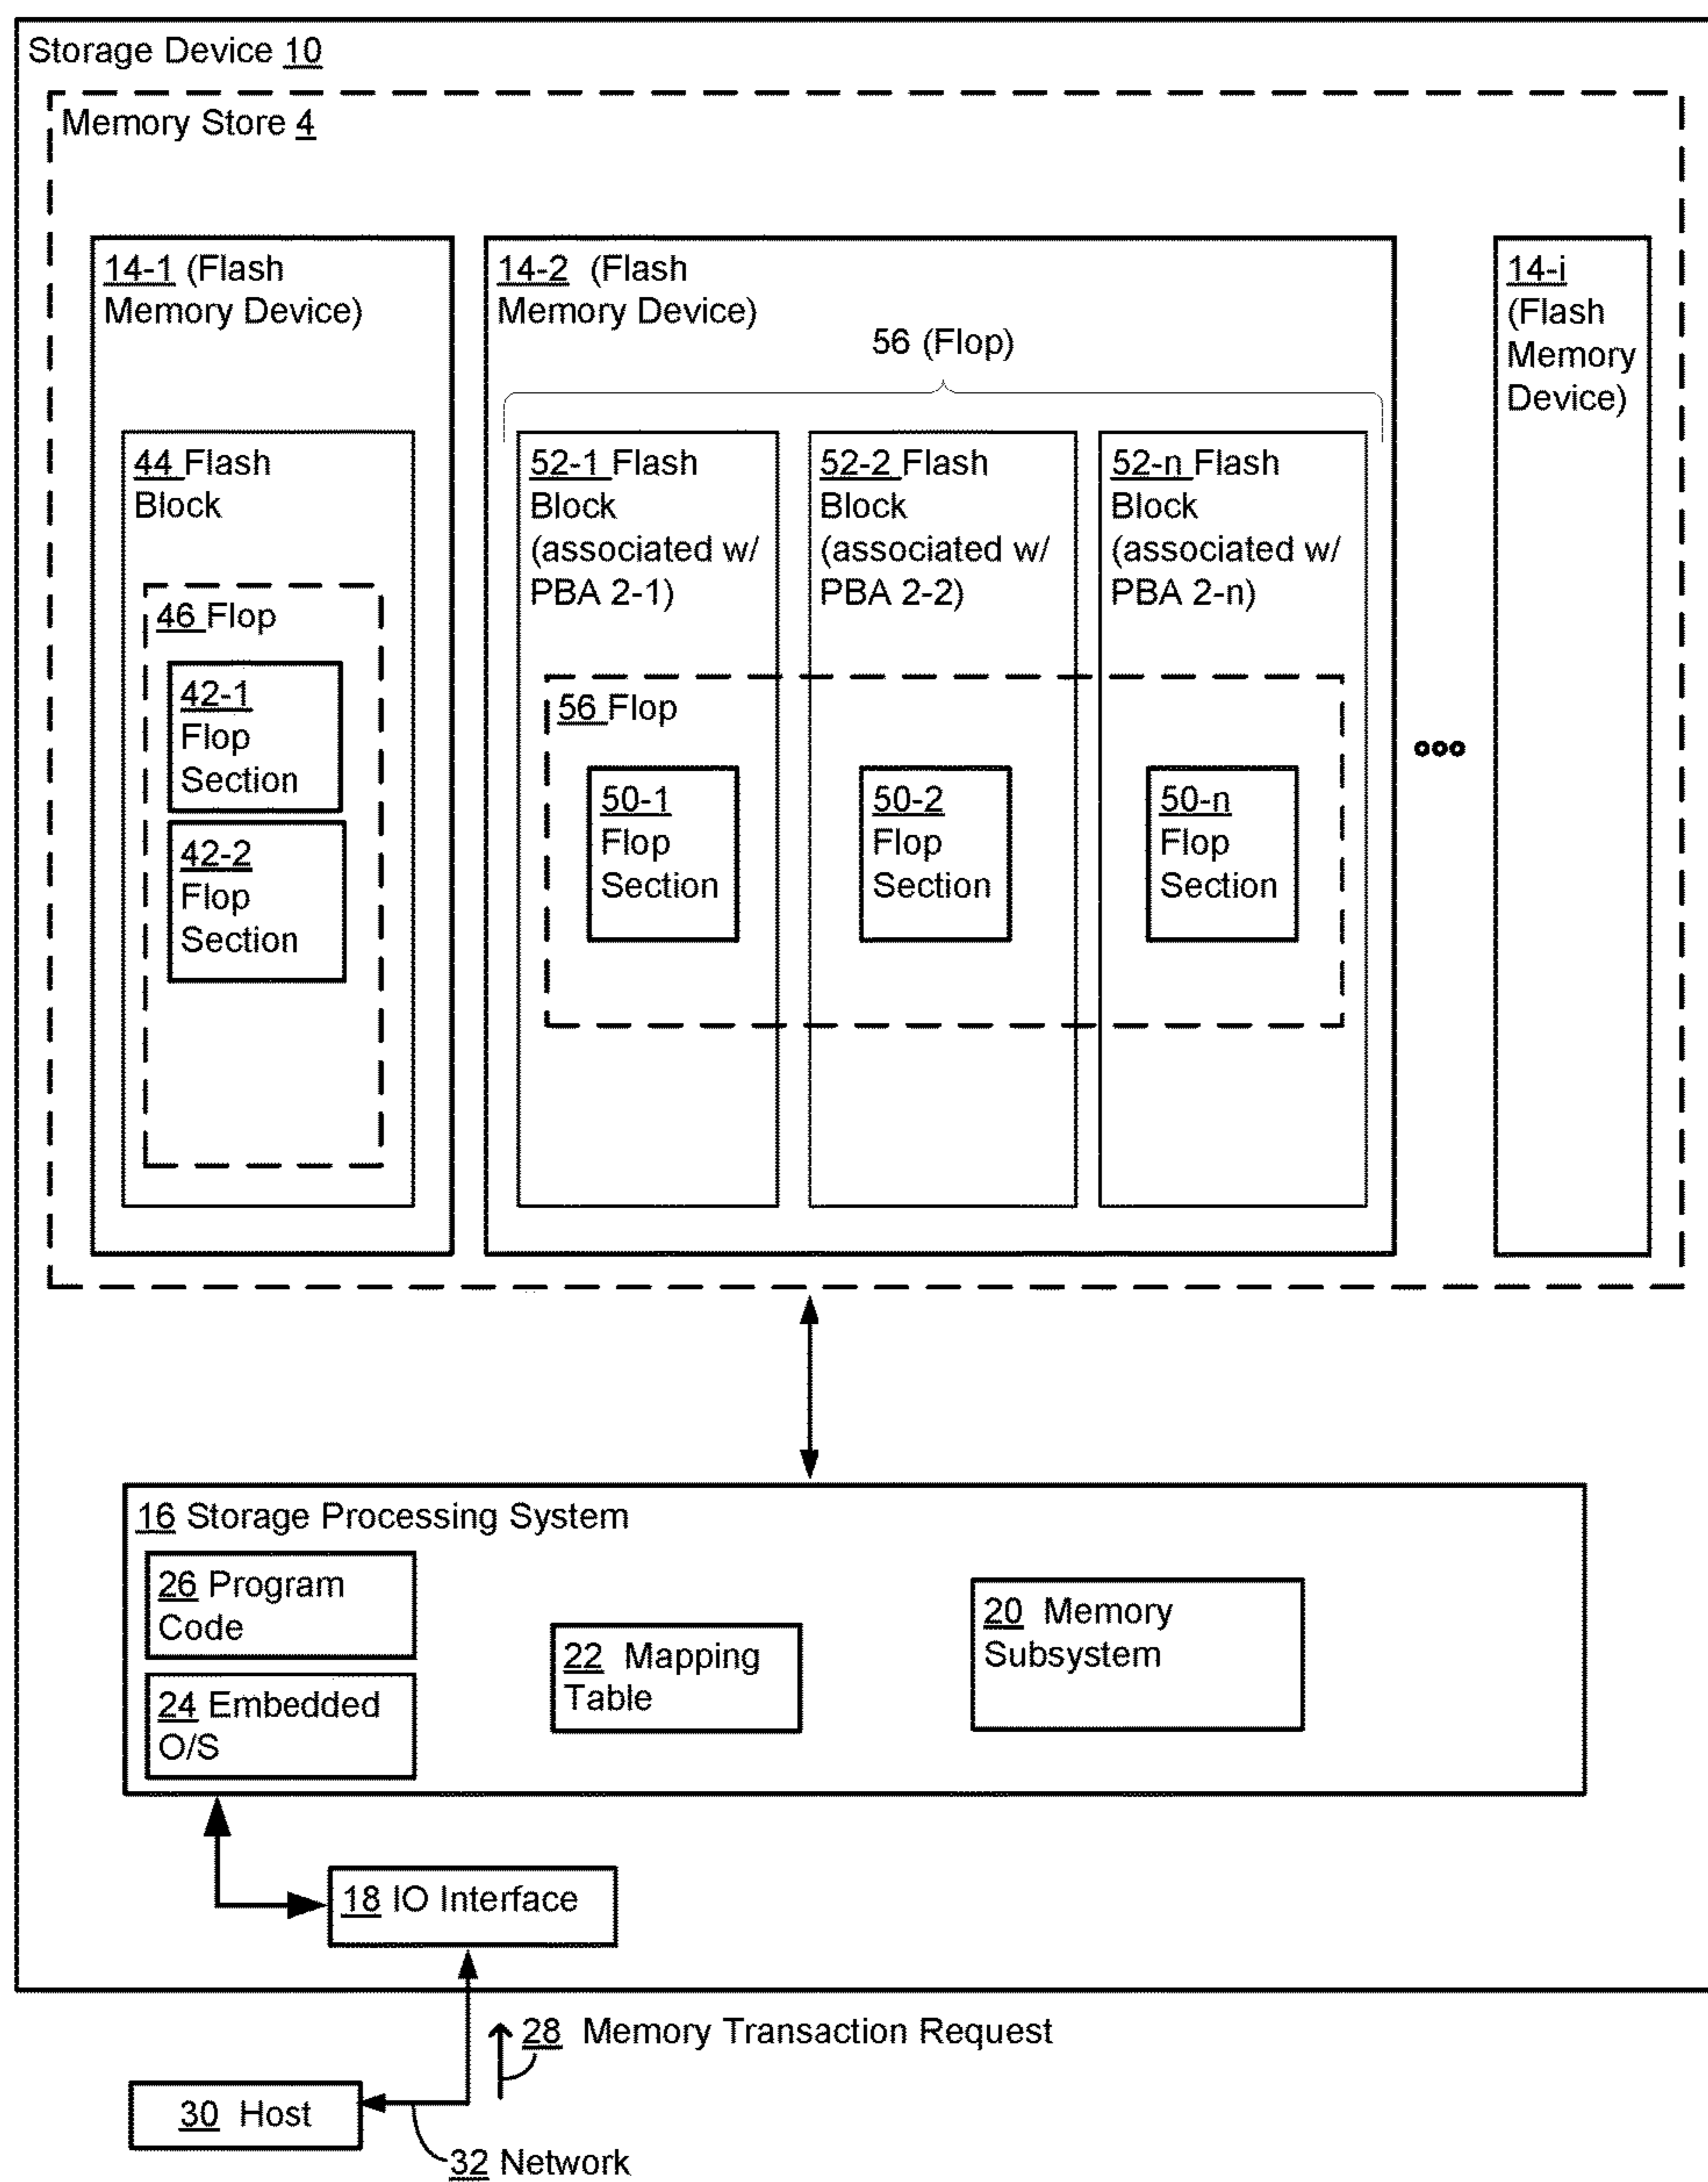 Storage Device 10
Memory Store 4
14-1 (Flash
Memory Device)
44 Flash
Block
46 Flop
42-1
Flop
Section
42-2
Flop
Section
14-2 (Flash
Memory Device)
56 (Flop)
52-1 Flash
Block
(associated w/
PBA 2-1)
52-2 Flash
Block
(associated w/
PBA 2-2)
52-n Flash
Block
(associated w/
PBA 2-n)
56 Flop
50-1
Flop
Section
50-2
Flop
Section
50-n
Flop
Section
14-i
(Flash
Memory
Device)
16 Storage Processing System
26 Program
Code
24 Embedded
O/S
22 Mapping
Table
20 Memory
Subsystem
18 IO Interface
28 Memory Transaction Request
30 Host
32 Network